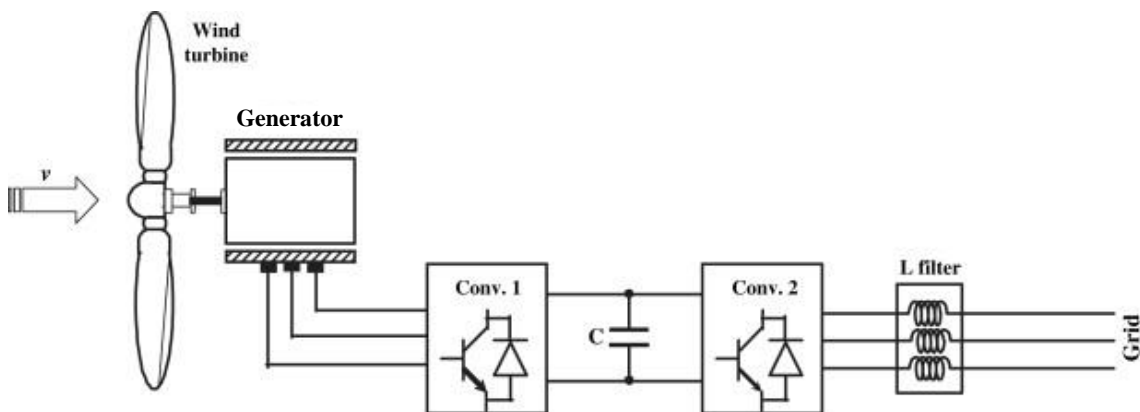 Wind
turbine
Generator
v
Conv. 1
C
Conv. 2
L filter
Grid